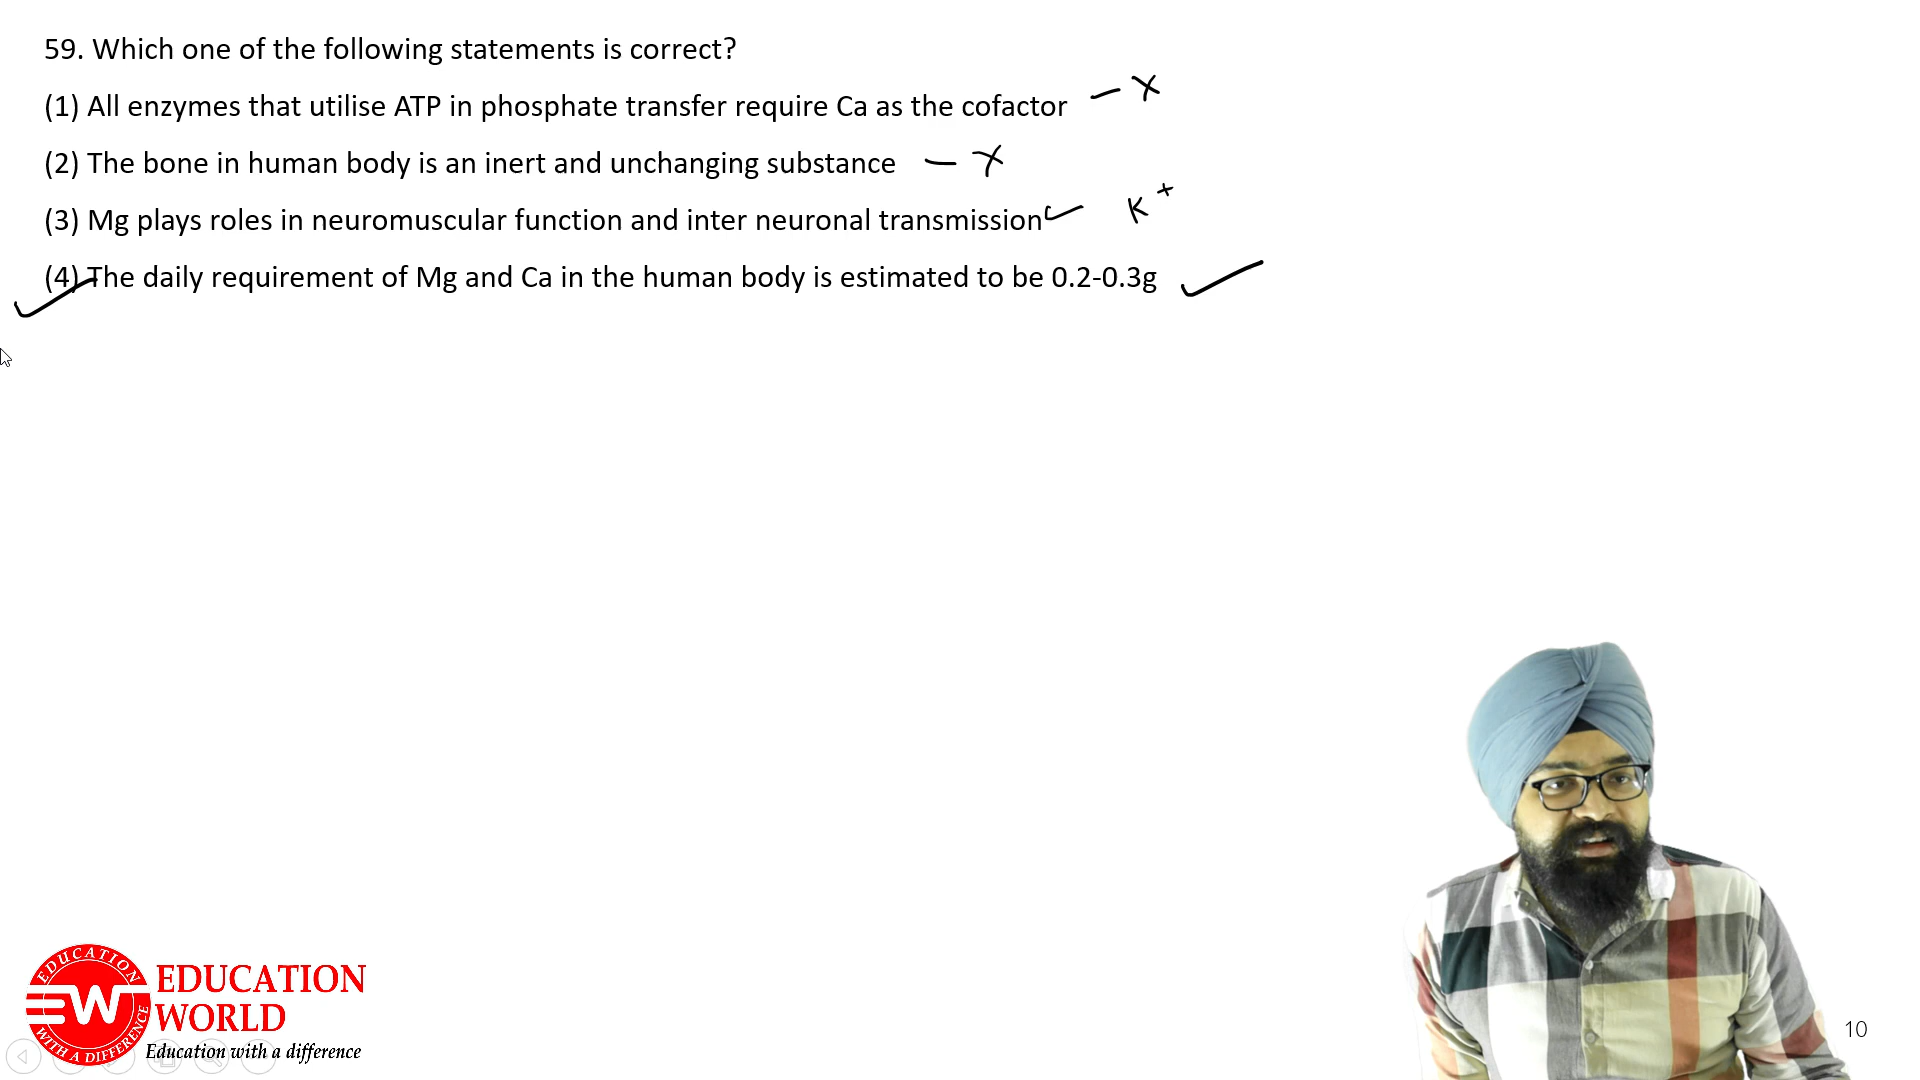 59. Which one of the following statements is correct?
(1) All enzymes that utilise ATP in phosphate transfer require Ca as the cofactor – X
(2) The bone in human body is an inert and unchanging substance – X
(3) Mg plays roles in neuromuscular function and inter neuronal transmission ✓ K+
(4) The daily requirement of Mg and Ca in the human body is estimated to be 0.2-0.3g ✓
EDUCATION
EW
WITH A DIFFERENCE
EDUCATION
WORLD
Education with a difference
10